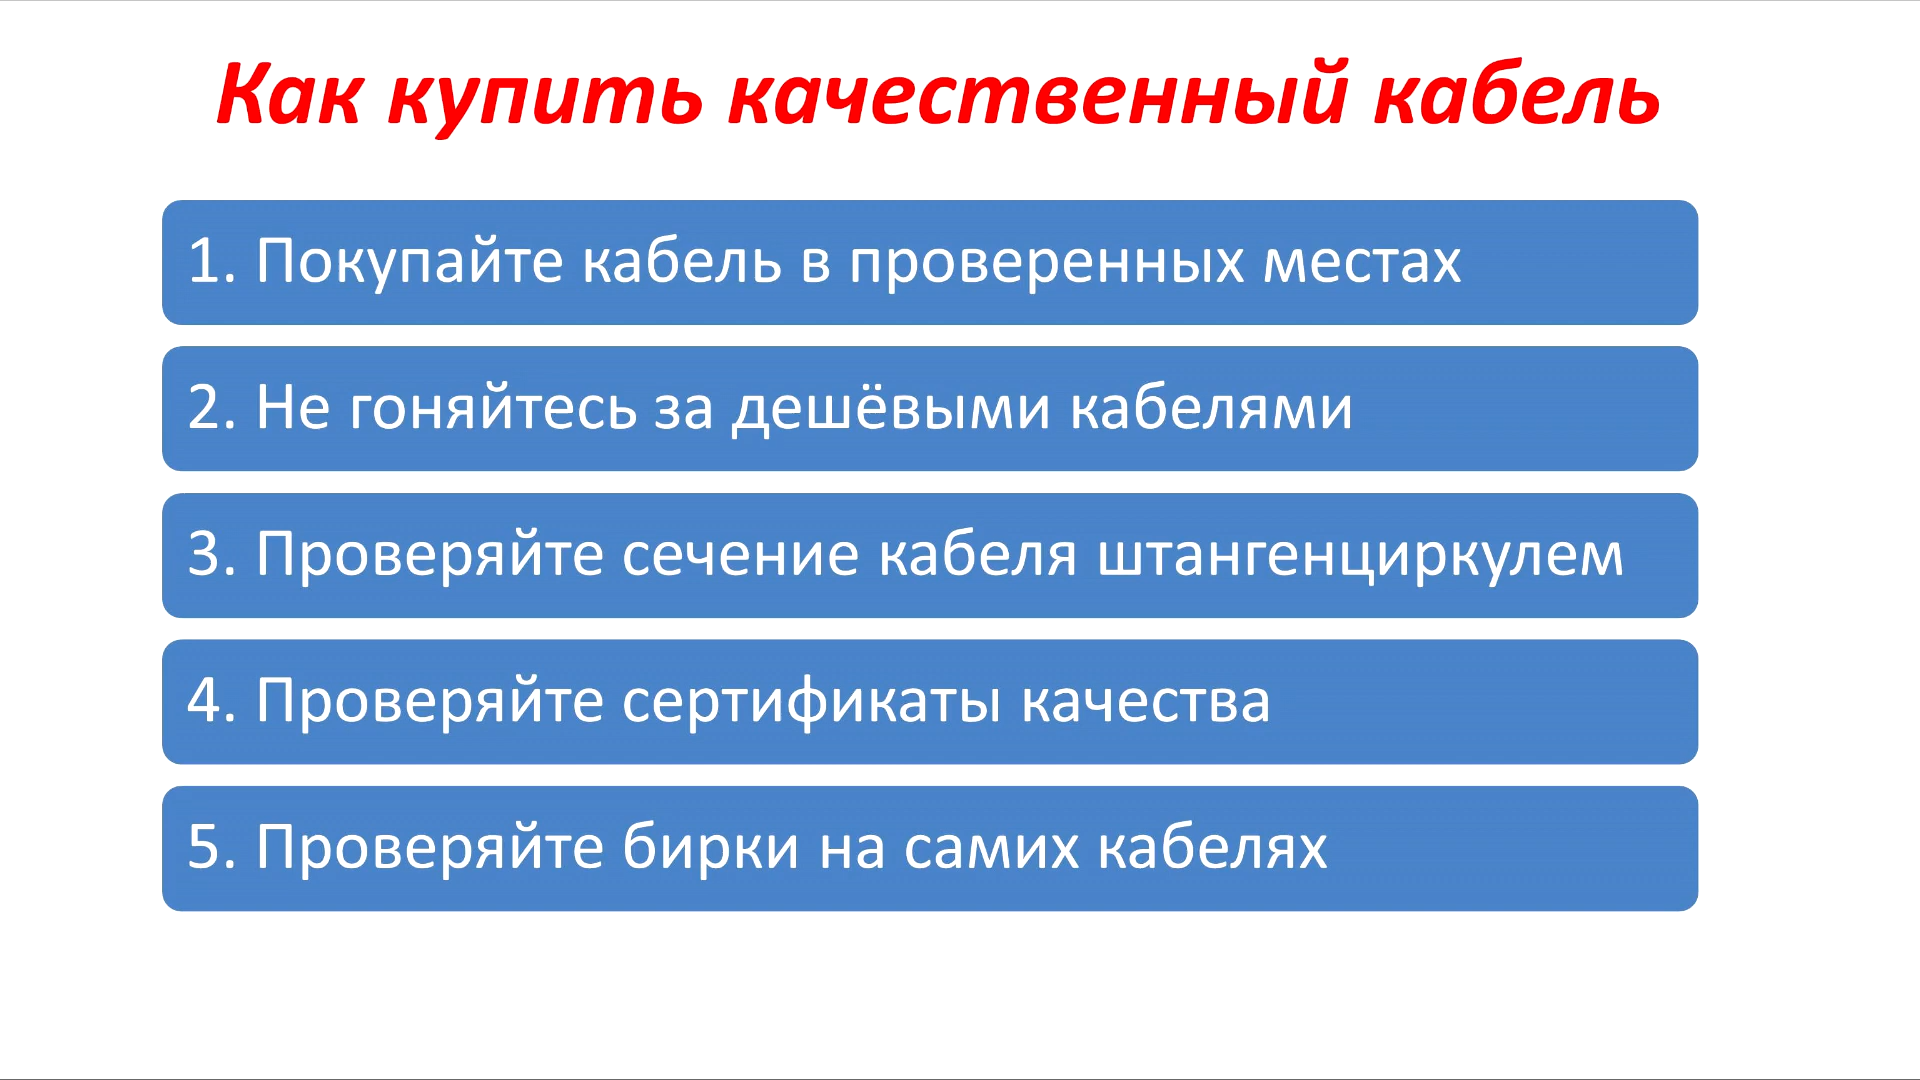 Как купить качественный кабель
1. Покупайте кабель в проверенных местах
2. Не гоняйтесь за дешёвыми кабелями
3. Проверяйте сечение кабеля штангенциркулем
4. Проверяйте сертификаты качества
5. Проверяйте бирки на самих кабелях